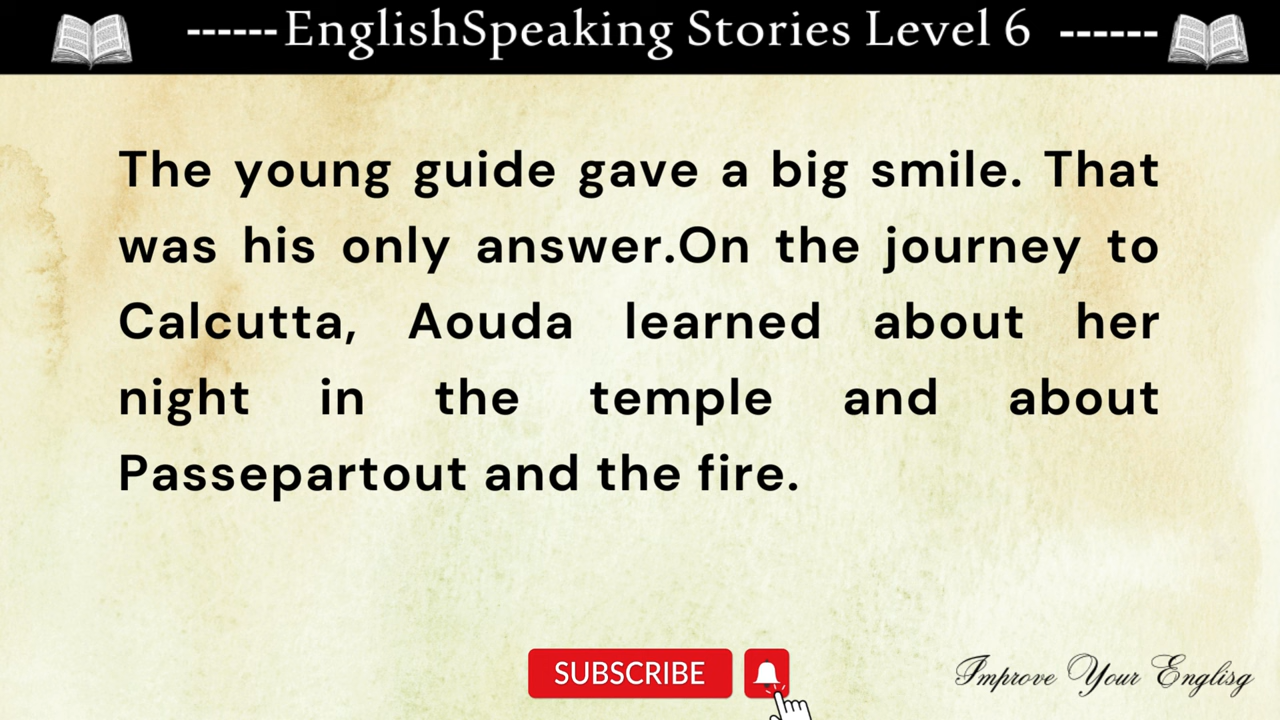 ------EnglishSpeaking Stories Level 6 ------
The young guide gave a big smile. That
was his only answer.On the journey to
Calcutta, Aouda learned about her
night in the temple and about
Passepartout and the fire.
SUBSCRIBE
Improve Your Englisg